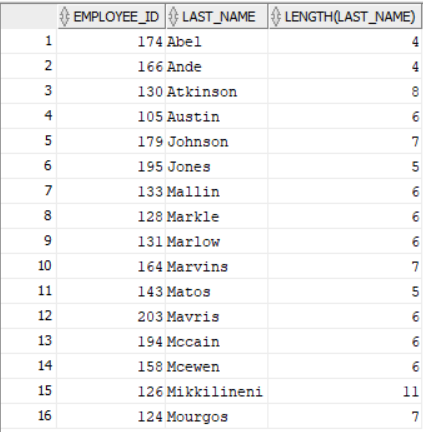 EMPLOYEE_ID LAST_NAME LENGTH(LAST_NAME)
1 174 Abel 4
2 166 Ande 4
3 130 Atkinson 8
4 105 Austin 6
5 179 Johnson 7
6 195 Jones 5
7 133 Mallin 6
8 128 Markle 6
9 131 Marlow 6
10 164 Marvins 7
11 143 Matos 5
12 203 Mavris 6
13 194 Mccain 6
14 158 Mcewen 6
15 126 Mikkilineni 11
16 124 Mourgos 7